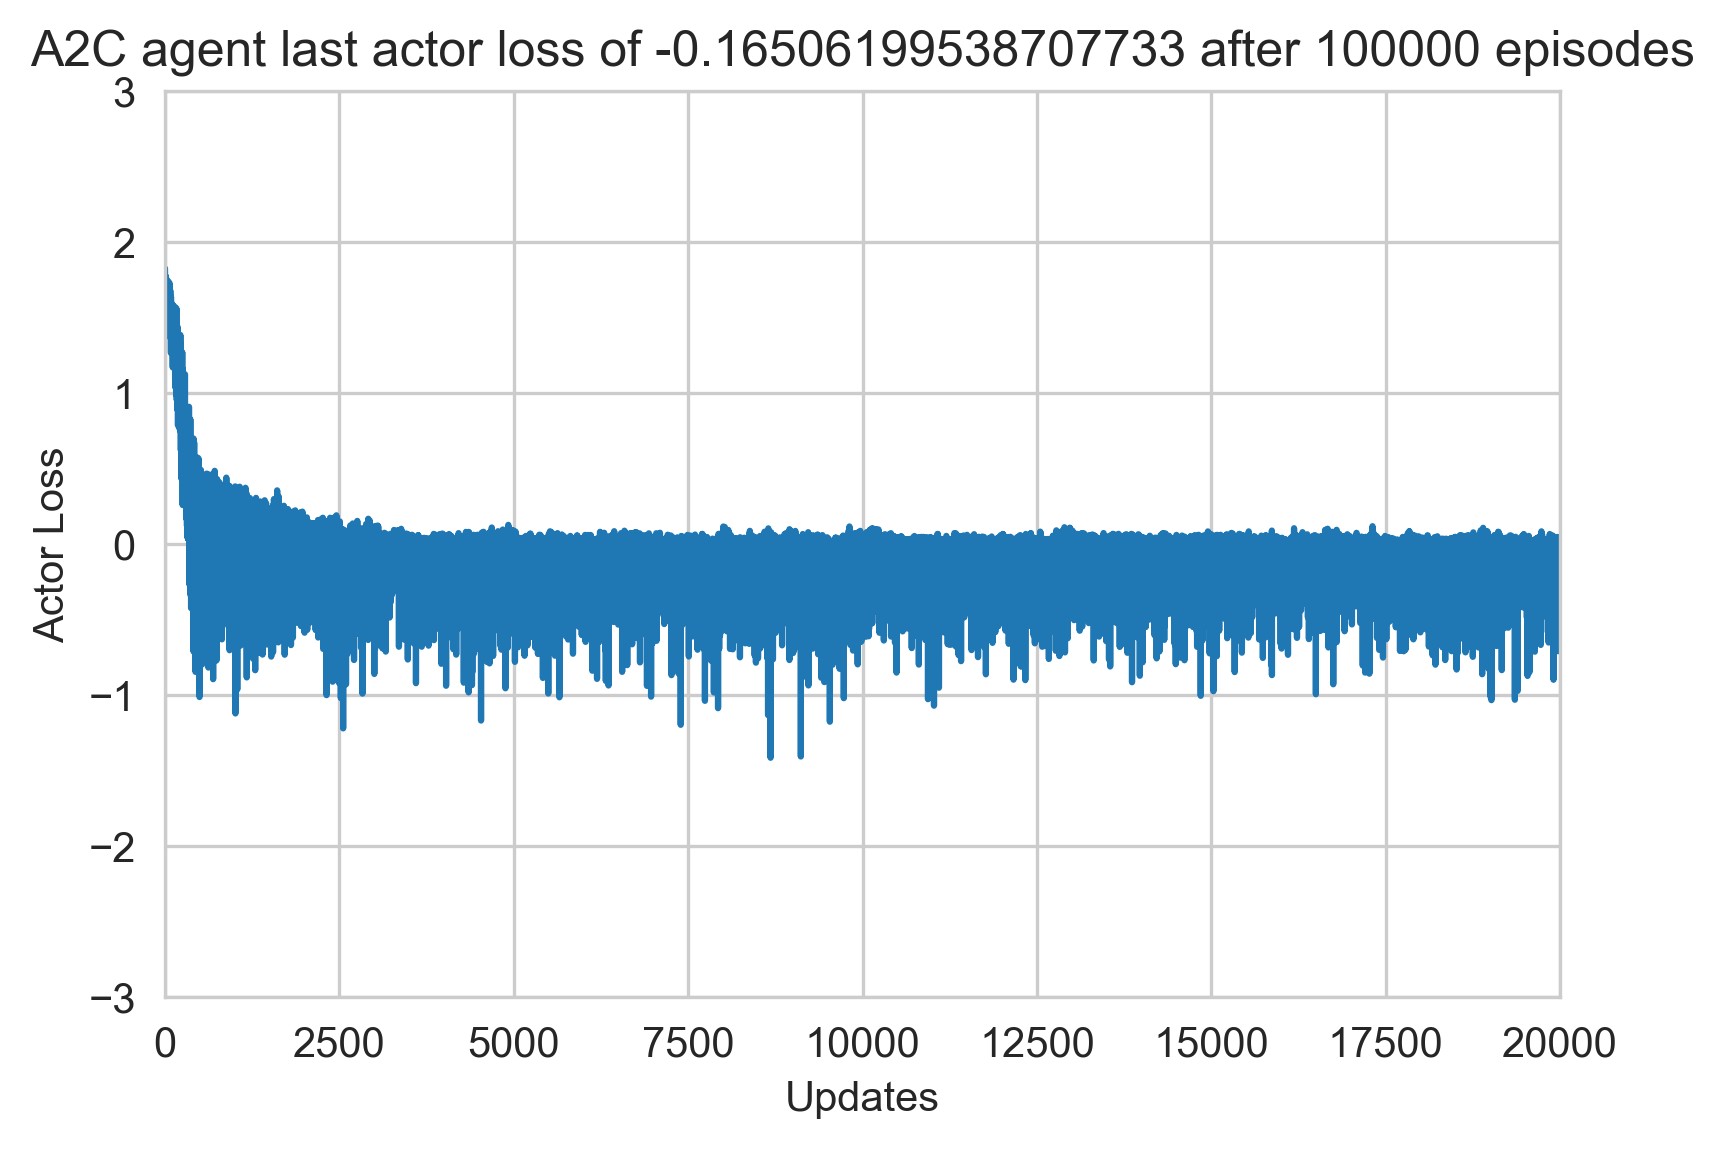 A2C agent last actor loss of -0.16506199538707733 after 100000 episodes
3
2
1
0
−1
−2
−3
Actor Loss
0 2500 5000 7500 10000 12500 15000 17500 20000
Updates